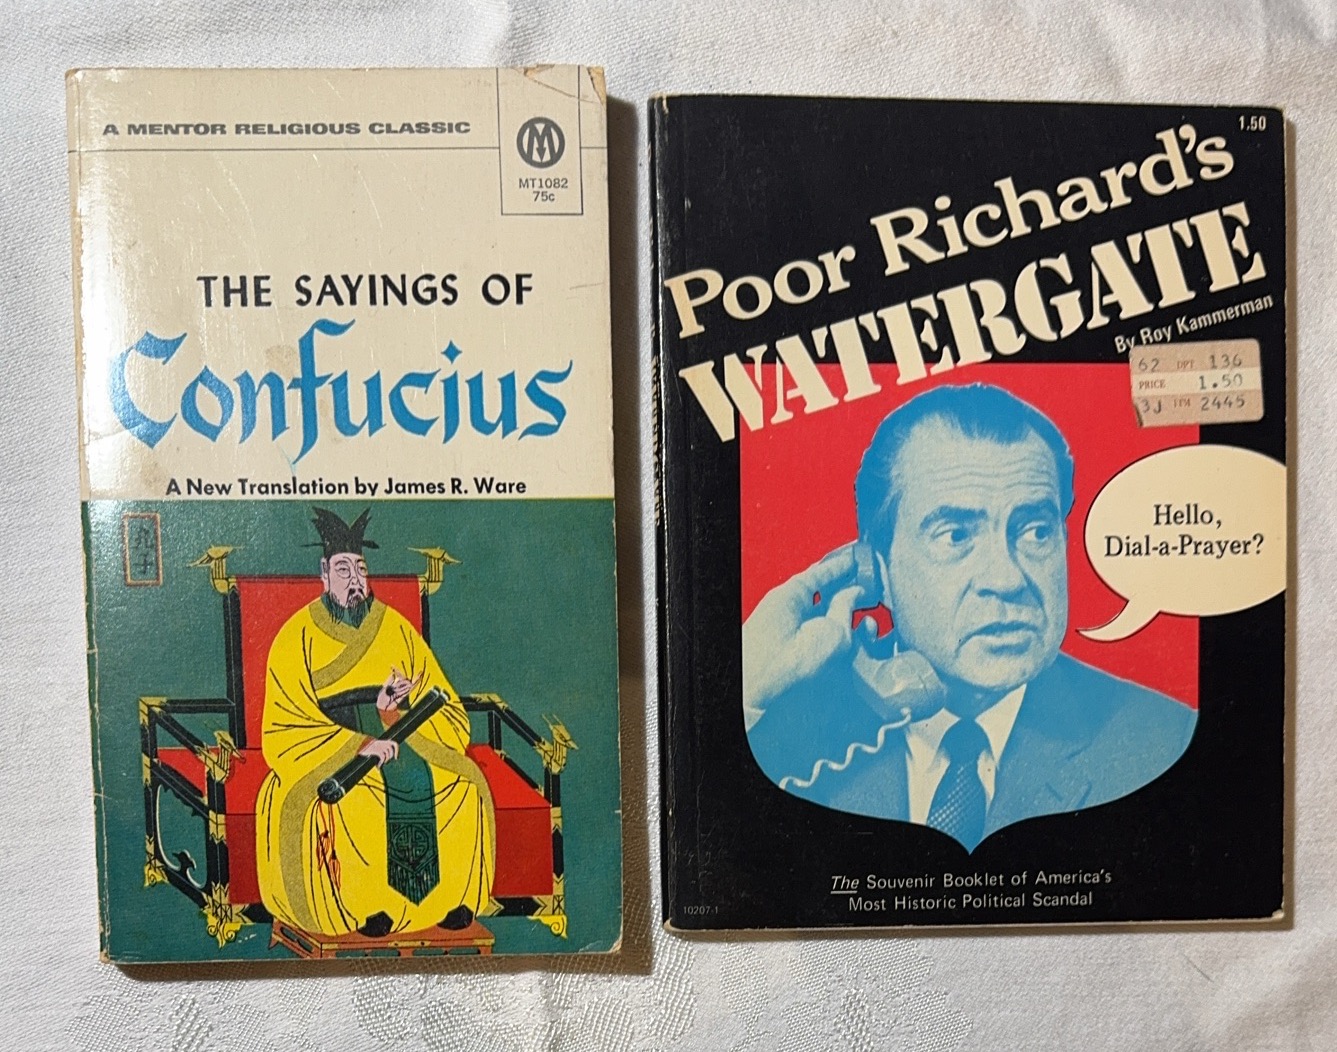 A MENTOR RELIGIOUS CLASSIC
M
MT1082
75c
THE SAYINGS OF
Confucius
A New Translation by James R. Ware
孔子
1.50
Poor Richard's
WATERGATE
By Roy Kammerman
62 DPT 136
PRICE 1.50
3J ITM 2445
Hello,
Dial-a-Prayer?
The Souvenir Booklet of America's
Most Historic Political Scandal
10207-1